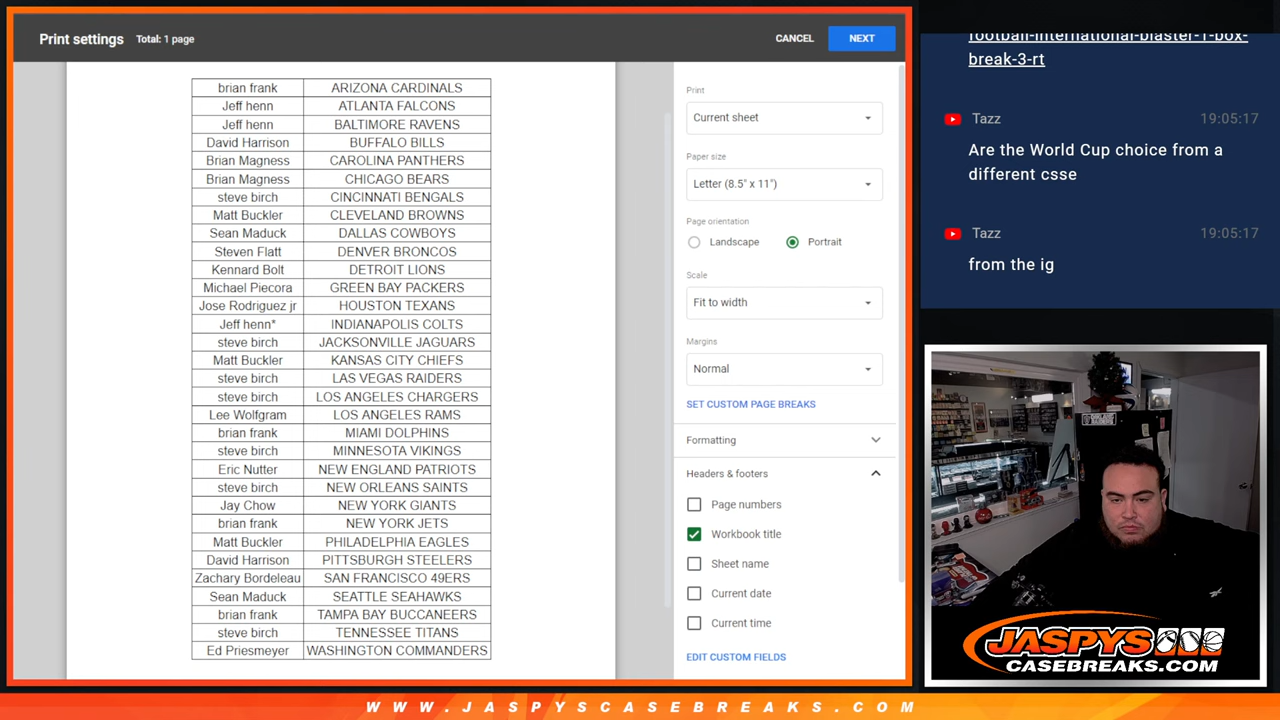 Print settings Total: 1 page
CANCEL
NEXT
brian frank ARIZONA CARDINALS
Jeff henn ATLANTA FALCONS
Jeff henn BALTIMORE RAVENS
David Harrison BUFFALO BILLS
Brian Magness CAROLINA PANTHERS
Brian Magness CHICAGO BEARS
steve birch CINCINNATI BENGALS
Matt Buckler CLEVELAND BROWNS
Sean Maduck DALLAS COWBOYS
Steven Flatt DENVER BRONCOS
Kennard Bolt DETROIT LIONS
Michael Piecora GREEN BAY PACKERS
Jose Rodriguez jr HOUSTON TEXANS
Jeff henn* INDIANAPOLIS COLTS
steve birch JACKSONVILLE JAGUARS
Matt Buckler KANSAS CITY CHIEFS
steve birch LAS VEGAS RAIDERS
steve birch LOS ANGELES CHARGERS
Lee Wolfgram LOS ANGELES RAMS
brian frank MIAMI DOLPHINS
steve birch MINNESOTA VIKINGS
Eric Nutter NEW ENGLAND PATRIOTS
steve birch NEW ORLEANS SAINTS
Jay Chow NEW YORK GIANTS
brian frank NEW YORK JETS
Matt Buckler PHILADELPHIA EAGLES
David Harrison PITTSBURGH STEELERS
Zachary Bordeleau SAN FRANCISCO 49ERS
Sean Maduck SEATTLE SEAHAWKS
brian frank TAMPA BAY BUCCANEERS
steve birch TENNESSEE TITANS
Ed Priesmeyer WASHINGTON COMMANDERS
Print
Current sheet
Paper size
Letter (8.5" x 11")
Page orientation
Landscape
Portrait
Scale
Fit to width
Margins
Normal
SET CUSTOM PAGE BREAKS
Formatting
Headers & footers
Page numbers
Workbook title
Sheet name
Current date
Current time
EDIT CUSTOM FIELDS
football-international-blaster-1-box-
break-3-rt
Tazz 19:05:17
Are the World Cup choice from a
different csse
Tazz 19:05:17
from the ig
JASPYS
CASEBREAKS.COM
WWW.JASPYSCASEBREAKS.COM